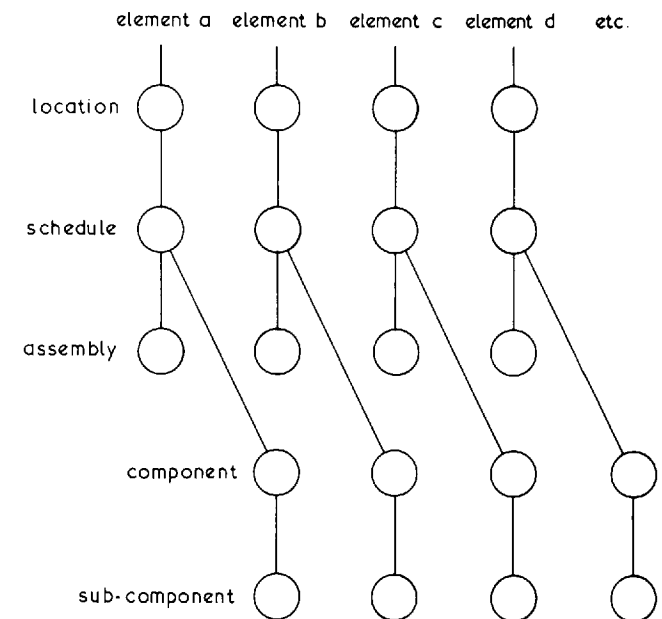 element a element b element c element d etc.
location
schedule
assembly
component
sub-component